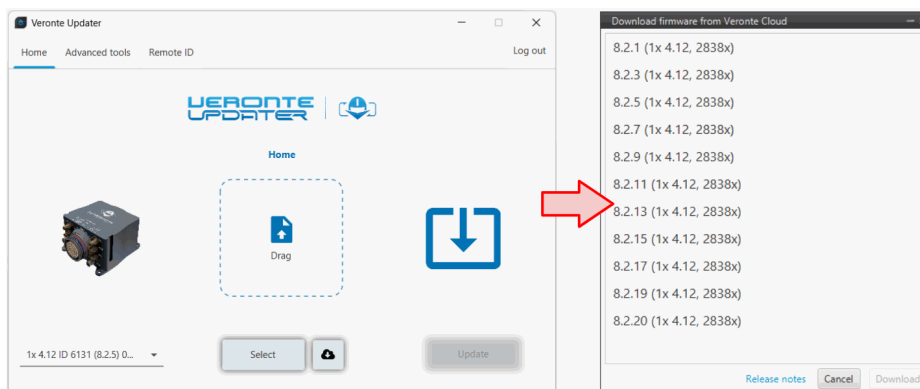 Veronte Updater
Home Advanced tools Remote ID Log out
VERONTE
UPDATER
Home
Drag
1x 4.12 ID 6131 (8.2.5) 0...
Select
Update
Download firmware from Veronte Cloud
8.2.1 (1x 4.12, 2838x)
8.2.3 (1x 4.12, 2838x)
8.2.5 (1x 4.12, 2838x)
8.2.7 (1x 4.12, 2838x)
8.2.9 (1x 4.12, 2838x)
8.2.11 (1x 4.12, 2838x)
8.2.13 (1x 4.12, 2838x)
8.2.15 (1x 4.12, 2838x)
8.2.17 (1x 4.12, 2838x)
8.2.19 (1x 4.12, 2838x)
8.2.20 (1x 4.12, 2838x)
Release notes Cancel Download